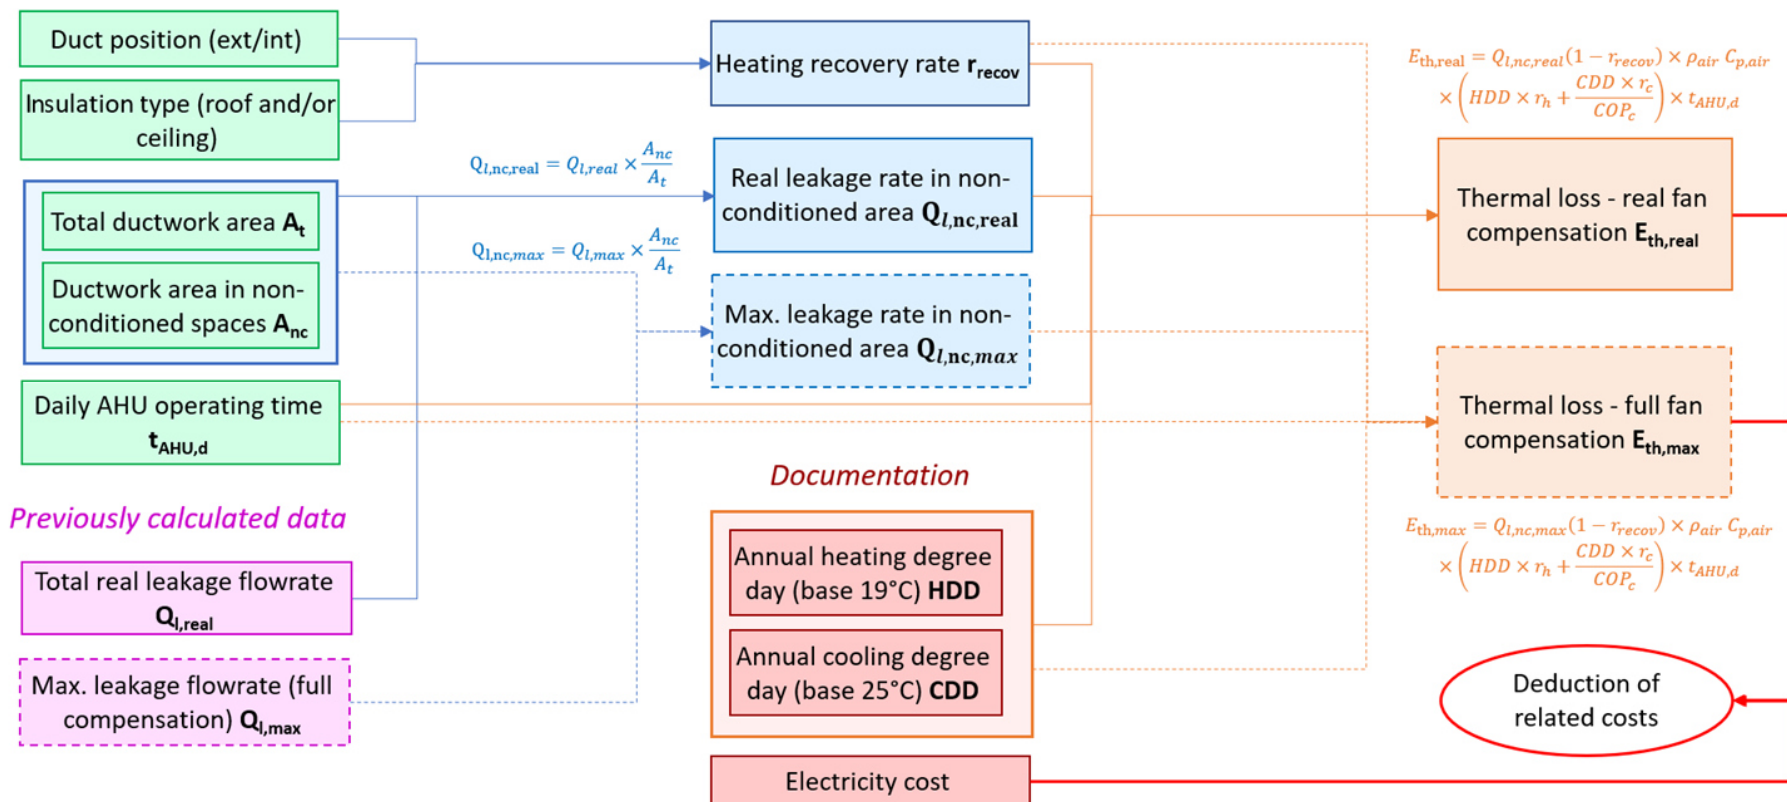 Duct position (ext/int)
Insulation type (roof and/or
ceiling)
Total ductwork area A_t
Ductwork area in non-
conditioned spaces A_nc
Daily AHU operating time
t_AHU,d
Previously calculated data
Total real leakage flowrate
Q_l,real
Max. leakage flowrate (full
compensation) Q_l,max
Q_l,nc,real = Q_l,real × A_nc / A_t
Q_l,nc,max = Q_l,max × A_nc / A_t
Heating recovery rate r_recov
Real leakage rate in non-
conditioned area Q_l,nc,real
Max. leakage rate in non-
conditioned area Q_l,nc,max
Documentation
Annual heating degree
day (base 19°C) HDD
Annual cooling degree
day (base 25°C) CDD
Electricity cost
E_th,real = Q_l,nc,real(1 − r_recov) × ρ_air C_p,air
× (HDD × r_h + CDD × r_c / COP_c) × t_AHU,d
Thermal loss - real fan
compensation E_th,real
Thermal loss - full fan
compensation E_th,max
E_th,max = Q_l,nc,max(1 − r_recov) × ρ_air C_p,air
× (HDD × r_h + CDD × r_c / COP_c) × t_AHU,d
Deduction of
related costs